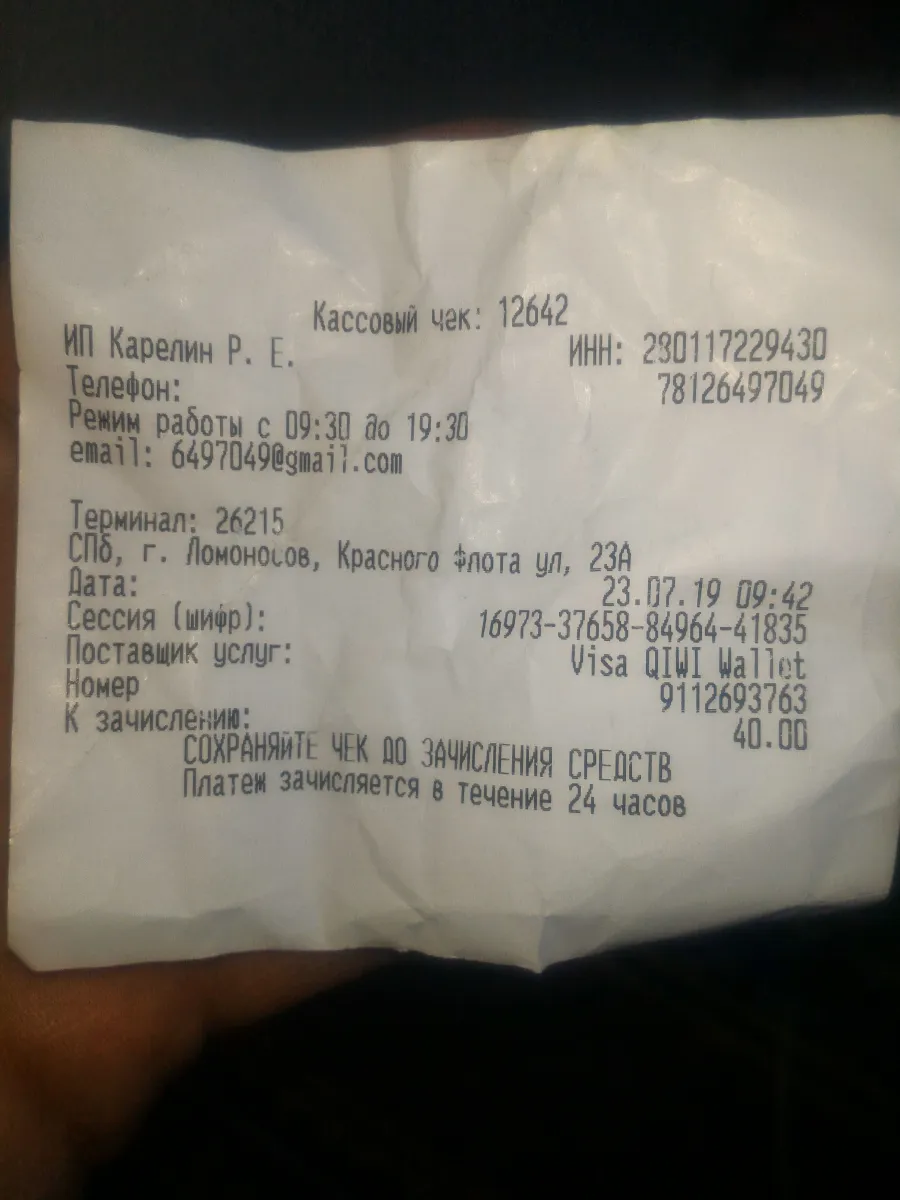 Кассовый чек: 12642
ИП Карелин Р. Е. ИНН: 280117229430
Телефон: 78126497049
Режим работы с 09:30 до 19:30
email: 6497049@gmail.com
Терминал: 26215
СПб, г. Ломоносов, Красного Флота ул, 23А
Дата: 23.07.19 09:42
Сессия (шифр): 16973-37658-84964-41835
Поставщик услуг: Visa QIWI Wallet
Номер 9112693763
К зачислению: 40.00
СОХРАНЯЙТЕ ЧЕК ДО ЗАЧИСЛЕНИЯ СРЕДСТВ
Платеж зачисляется в течение 24 часов